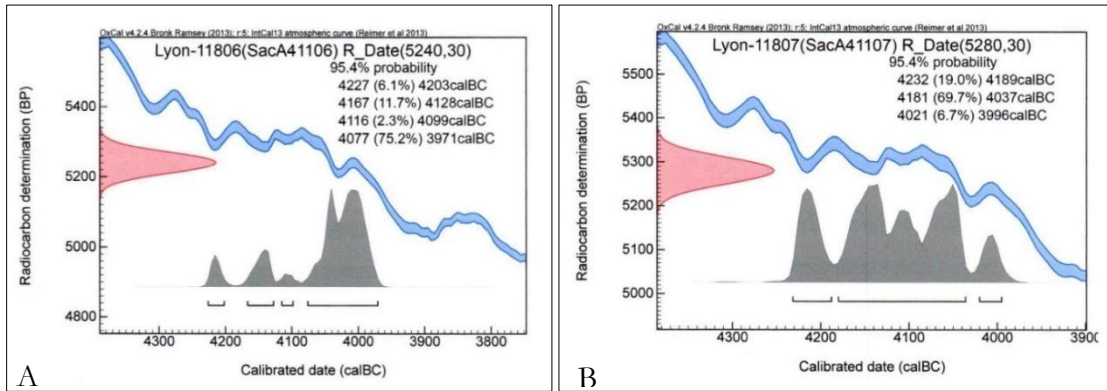 OxCal v4.2.4 Bronk Ramsey (2013); r:5; IntCal13 atmospheric curve (Reimer et al 2013)
Lyon-11806(SacA41106) R_Date(5240,30)
95.4% probability
4227 (6.1%) 4203calBC
4167 (11.7%) 4128calBC
4116 (2.3%) 4099calBC
4077 (75.2%) 3971calBC
Radiocarbon determination (BP)
5400
5200
5000
4800
4300
4200
4100
4000
3900
3800
Calibrated date (calBC)
A
OxCal v4.2.4 Bronk Ramsey (2013); r:5; IntCal13 atmospheric curve (Reimer et al 2013)
Lyon-11807(SacA41107) R_Date(5280,30)
95.4% probability
4232 (19.0%) 4189calBC
4181 (69.7%) 4037calBC
4021 (6.7%) 3996calBC
Radiocarbon determination (BP)
5500
5400
5300
5200
5100
5000
4300
4200
4100
4000
3900
Calibrated date (calBC)
B